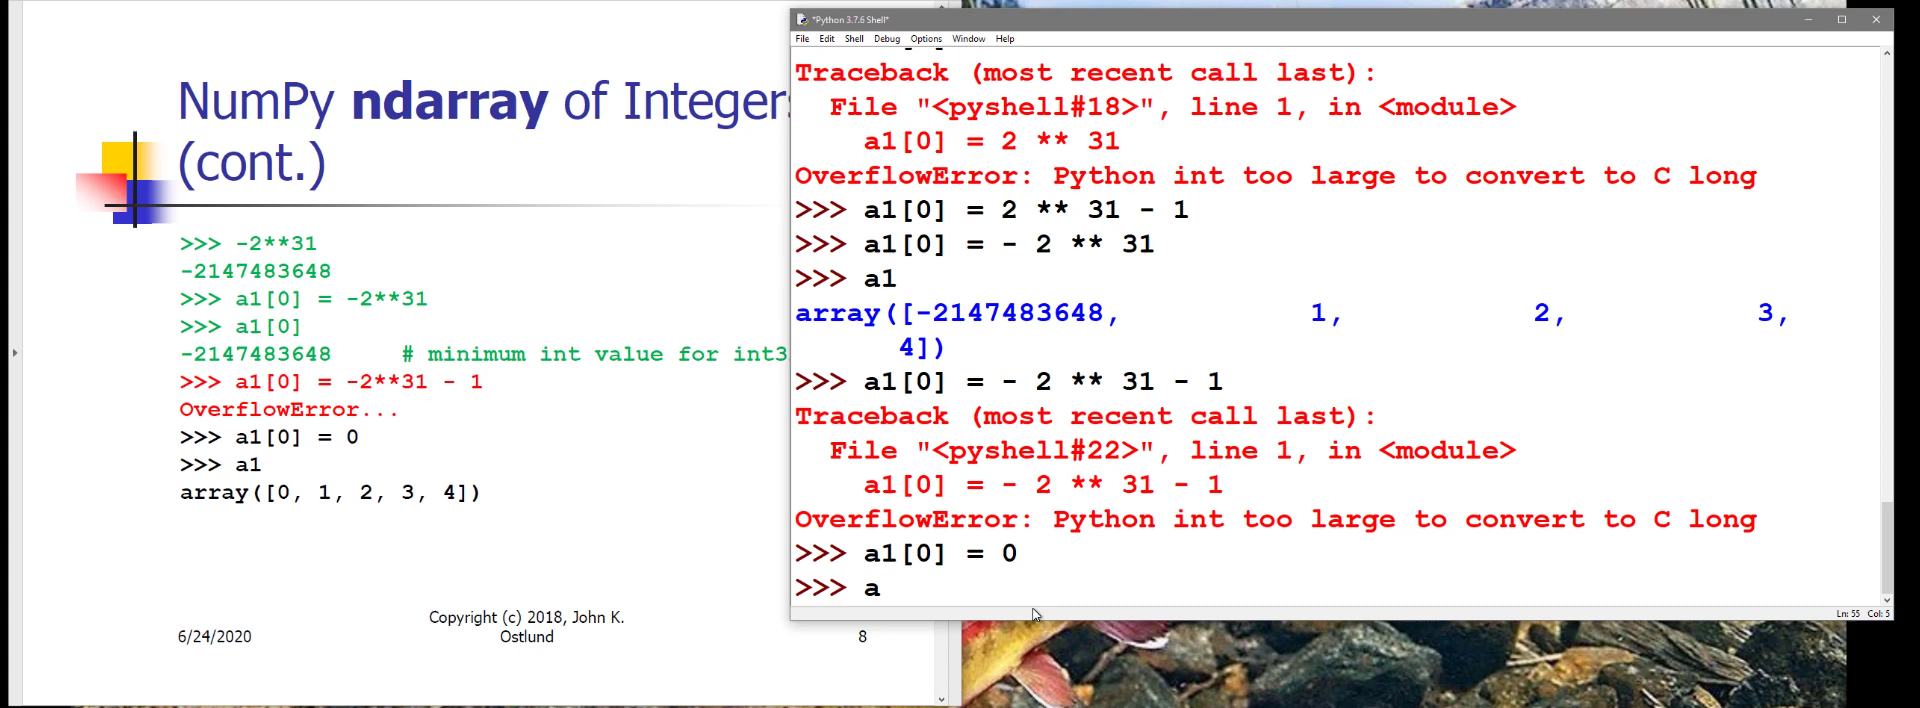 NumPy ndarray of Integers
(cont.)
>>> -2**31
-2147483648
>>> a1[0] = -2**31
>>> a1[0]
-2147483648     # minimum int value for int3
>>> a1[0] = -2**31 - 1
OverflowError...
>>> a1[0] = 0
>>> a1
array([0, 1, 2, 3, 4])
6/24/2020
Copyright (c) 2018, John K.
Ostlund
8
*Python 3.7.6 Shell*
File Edit Shell Debug Options Window Help
Traceback (most recent call last):
  File "<pyshell#18>", line 1, in <module>
    a1[0] = 2 ** 31
OverflowError: Python int too large to convert to C long
>>> a1[0] = 2 ** 31 - 1
>>> a1[0] = - 2 ** 31
>>> a1
array([-2147483648,           1,           2,           3,
      4])
>>> a1[0] = - 2 ** 31 - 1
Traceback (most recent call last):
  File "<pyshell#22>", line 1, in <module>
    a1[0] = - 2 ** 31 - 1
OverflowError: Python int too large to convert to C long
>>> a1[0] = 0
>>> a
Ln: 55 Col: 5